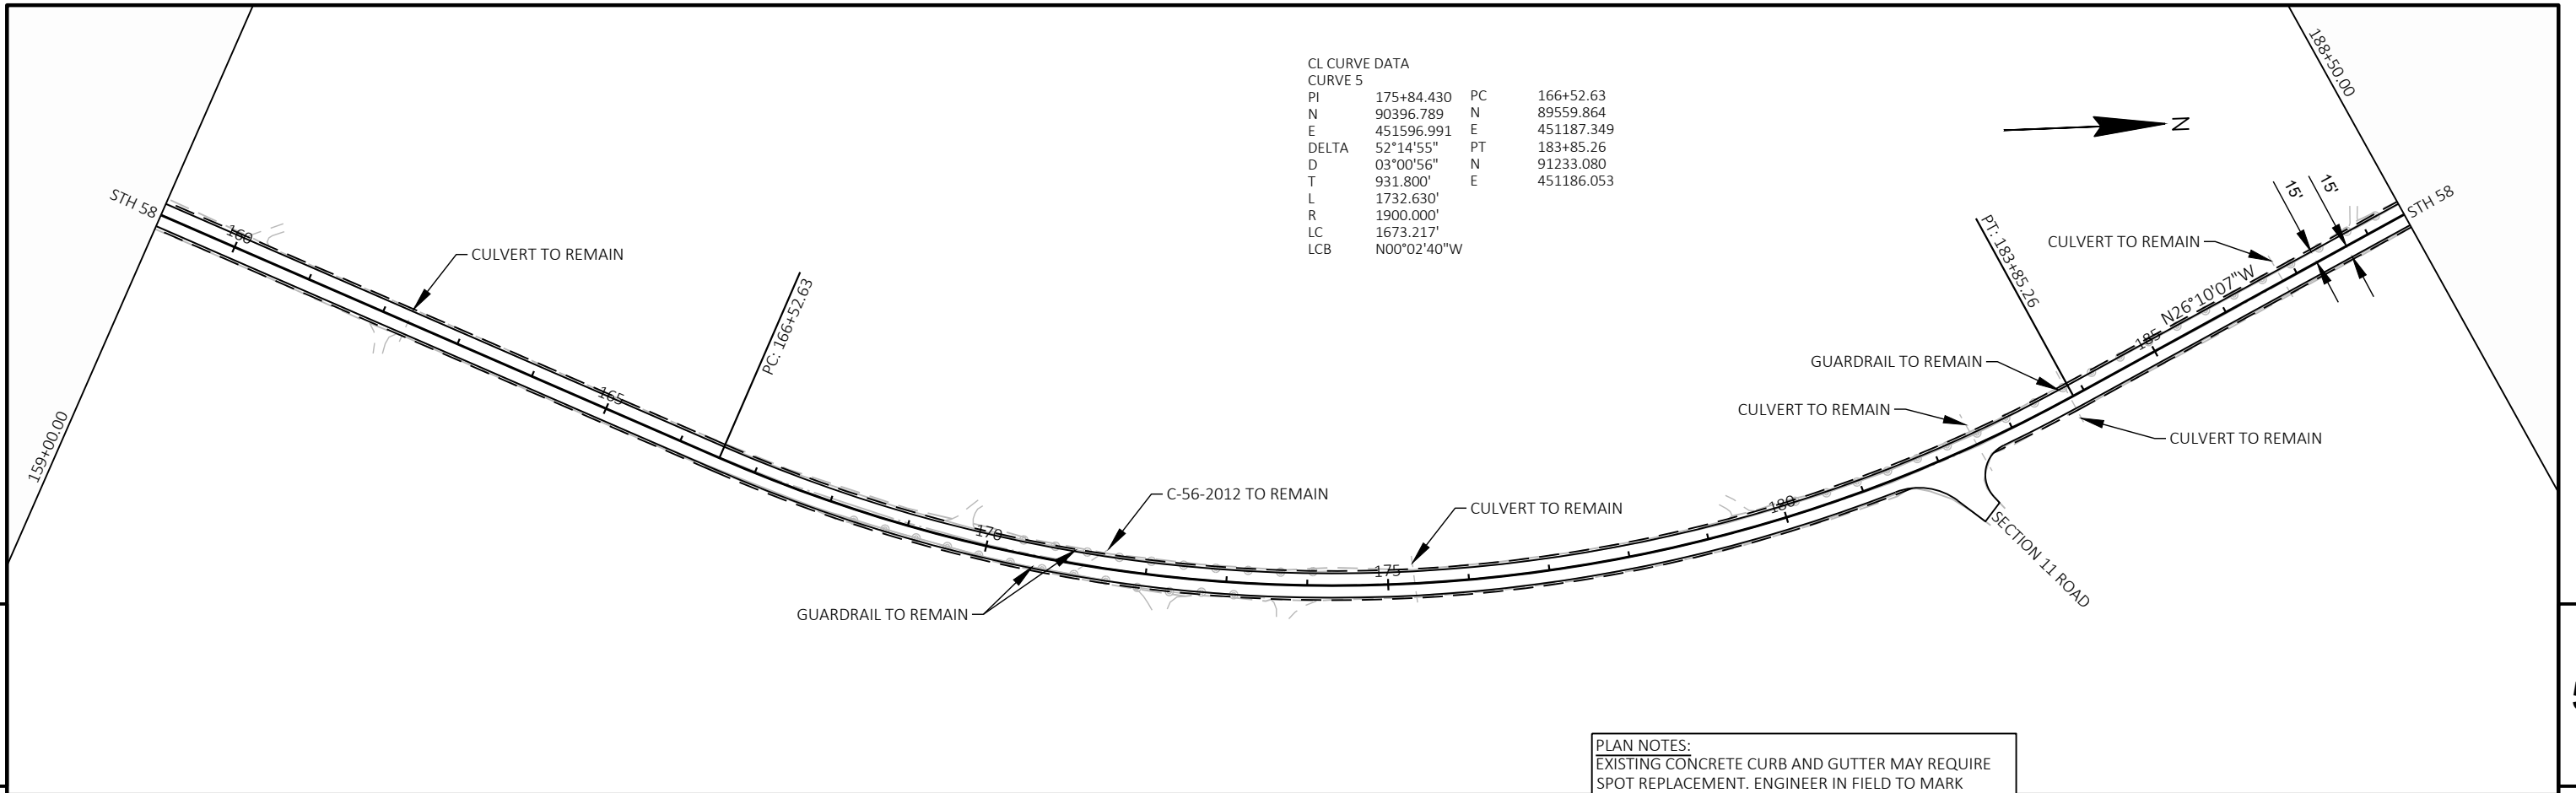 CL CURVE DATA
CURVE 5
PI 175+84.430 PC 166+52.63
N 90396.789 N 89559.864
E 451596.991 E 451187.349
DELTA 52°14'55" PT 183+85.26
D 03°00'56" N 91233.080
T 931.800' E 451186.053
L 1732.630'
R 1900.000'
LC 1673.217'
LCB N00°02'40"W
188+50.00
N
STH 58
160
CULVERT TO REMAIN
159+00.00
165
PC: 166+52.63
170
C-56-2012 TO REMAIN
GUARDRAIL TO REMAIN
175
CULVERT TO REMAIN
180
SECTION 11 ROAD
CULVERT TO REMAIN
GUARDRAIL TO REMAIN
CULVERT TO REMAIN
PT: 183+85.26
185
N26°10'07"W
CULVERT TO REMAIN
15'
15'
STH 58
PLAN NOTES:
EXISTING CONCRETE CURB AND GUTTER MAY REQUIRE
SPOT REPLACEMENT. ENGINEER IN FIELD TO MARK